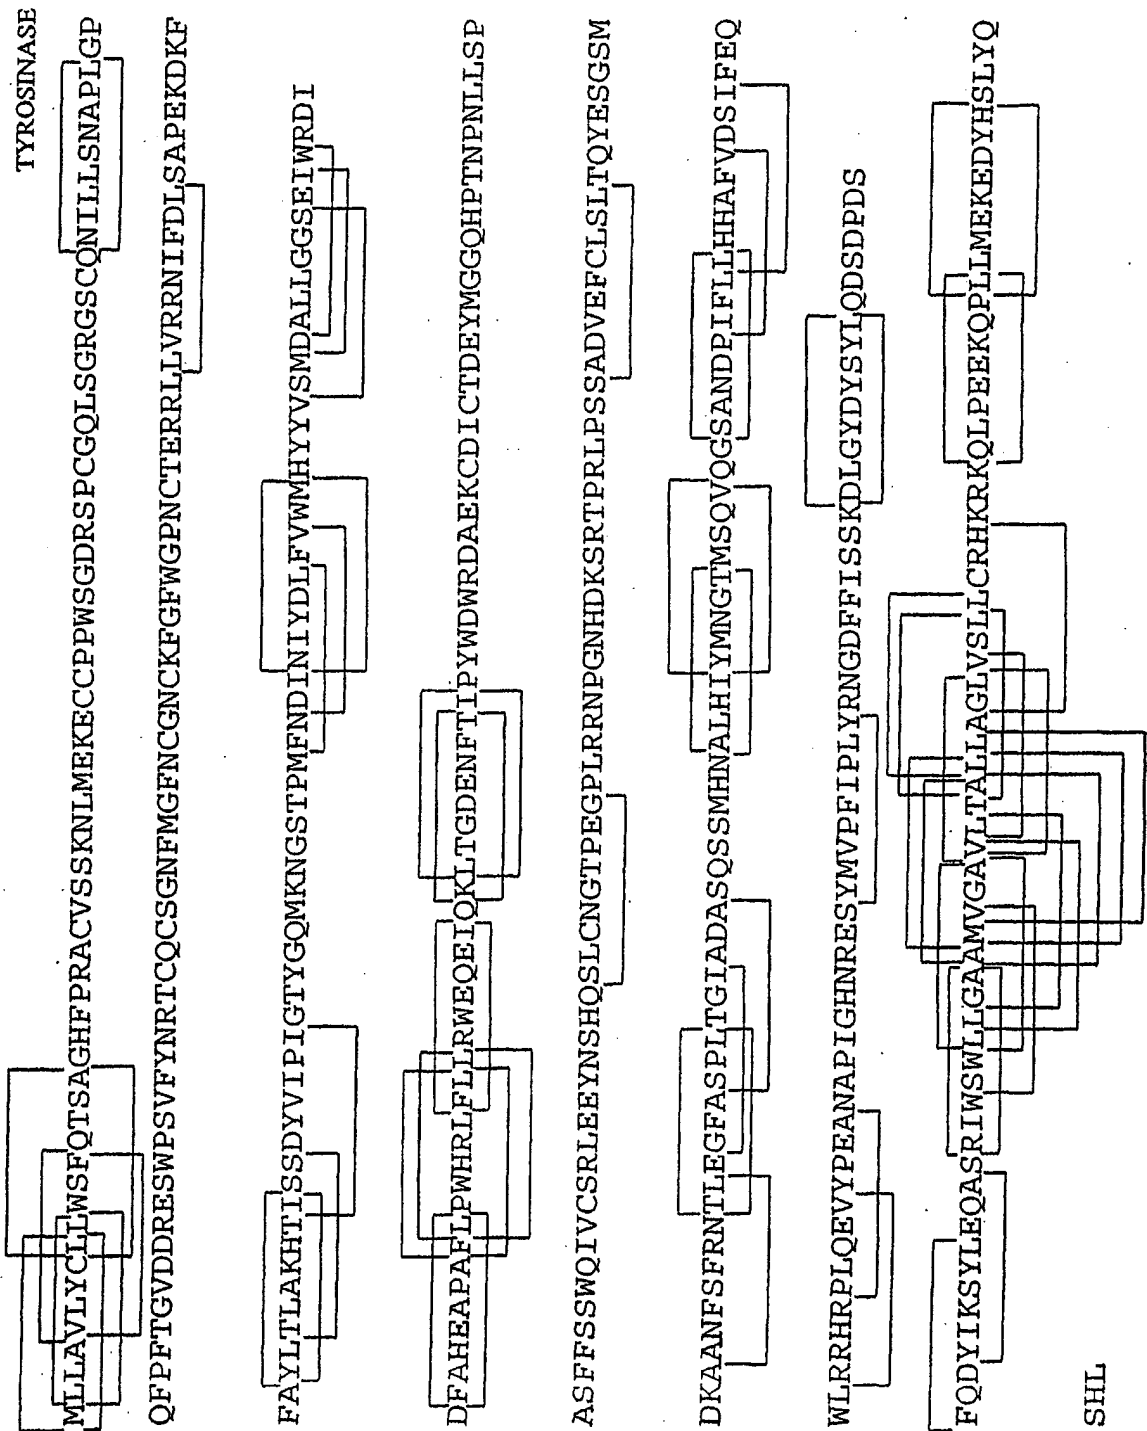 TYROSINASE
MLLAVLYCLLWSFQTSAGHFPRACVSSKNLMEKECCPPWSGDRSPCGQLSGRGSCQNILLSNAPLGP
QFPFTGVDDRESWPSVFYNRTCQCSGNFMGFNCGNCKFGFWGPNCTERRLLVRRNIFDLSAPEKDKF
FAYLTLAKHTISSDYVIPIGTYGQMKNGSTPMFNDINIYDLFVWMHYYVSMDALLGGSEIWRDI
DFAHEAPAFLPWHRLFLLRWEQEIQKLTGDENFTIPYWDWRDAEKCDICTDEYMGGQHPTNPNLLSP
ASFFSSWQIVCSRLEEYNSHQSLCNGTPEGPLRRNPGNHDKSRTPRLPSSADVEFCLSLTQYESGSM
DKAANFSFRNTLEGFASPLTGIADASQSSMHNALHIYMNGTMSQVQGSANDPIFLLHHAFVDSIFEQ
WLRRHRPLQEVYPEANAPIGHNRESYMVPFIPLYRNGDFFISSKDLGYDYSYLQDSDPDS
FQDYIKSYLEQASRIWSWLLGAAMVGAVLTALLAGLVSLLCRHKRKQLPEEKQPLLMEKEDYHSLYQ
SHL